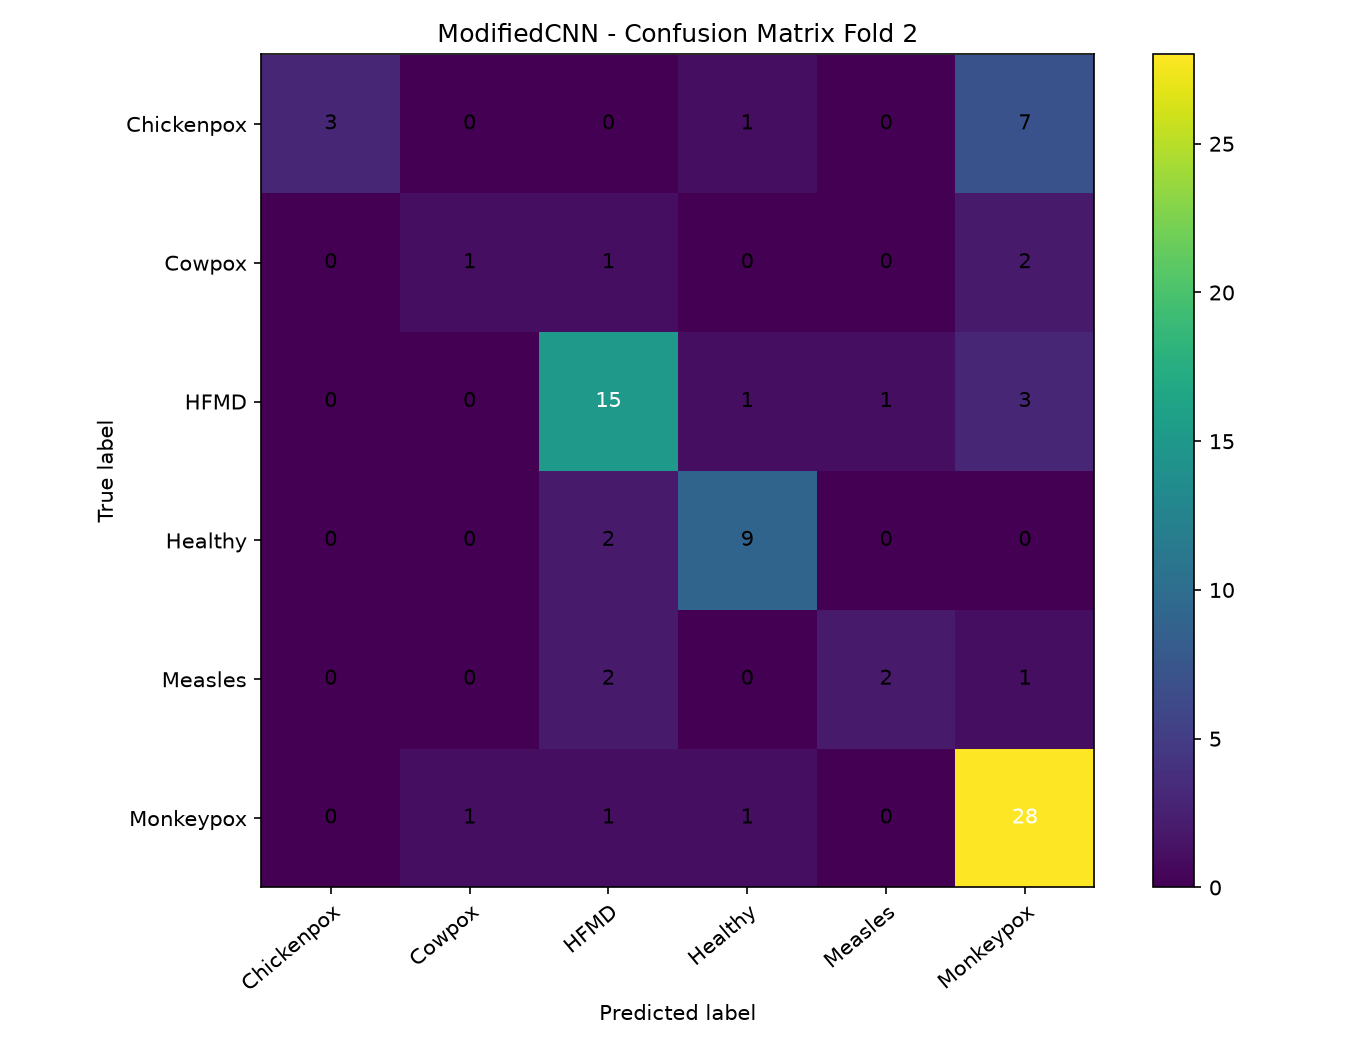 ModifiedCNN - Confusion Matrix Fold 2
Chickenpox 3 0 0 1 0 7
Cowpox 0 1 1 0 0 2
HFMD 0 0 15 1 1 3
Healthy 0 0 2 9 0 0
Measles 0 0 2 0 2 1
Monkeypox 0 1 1 1 0 28
True label
Chickenpox Cowpox HFMD Healthy Measles Monkeypox
Predicted label
25
20
15
10
5
0